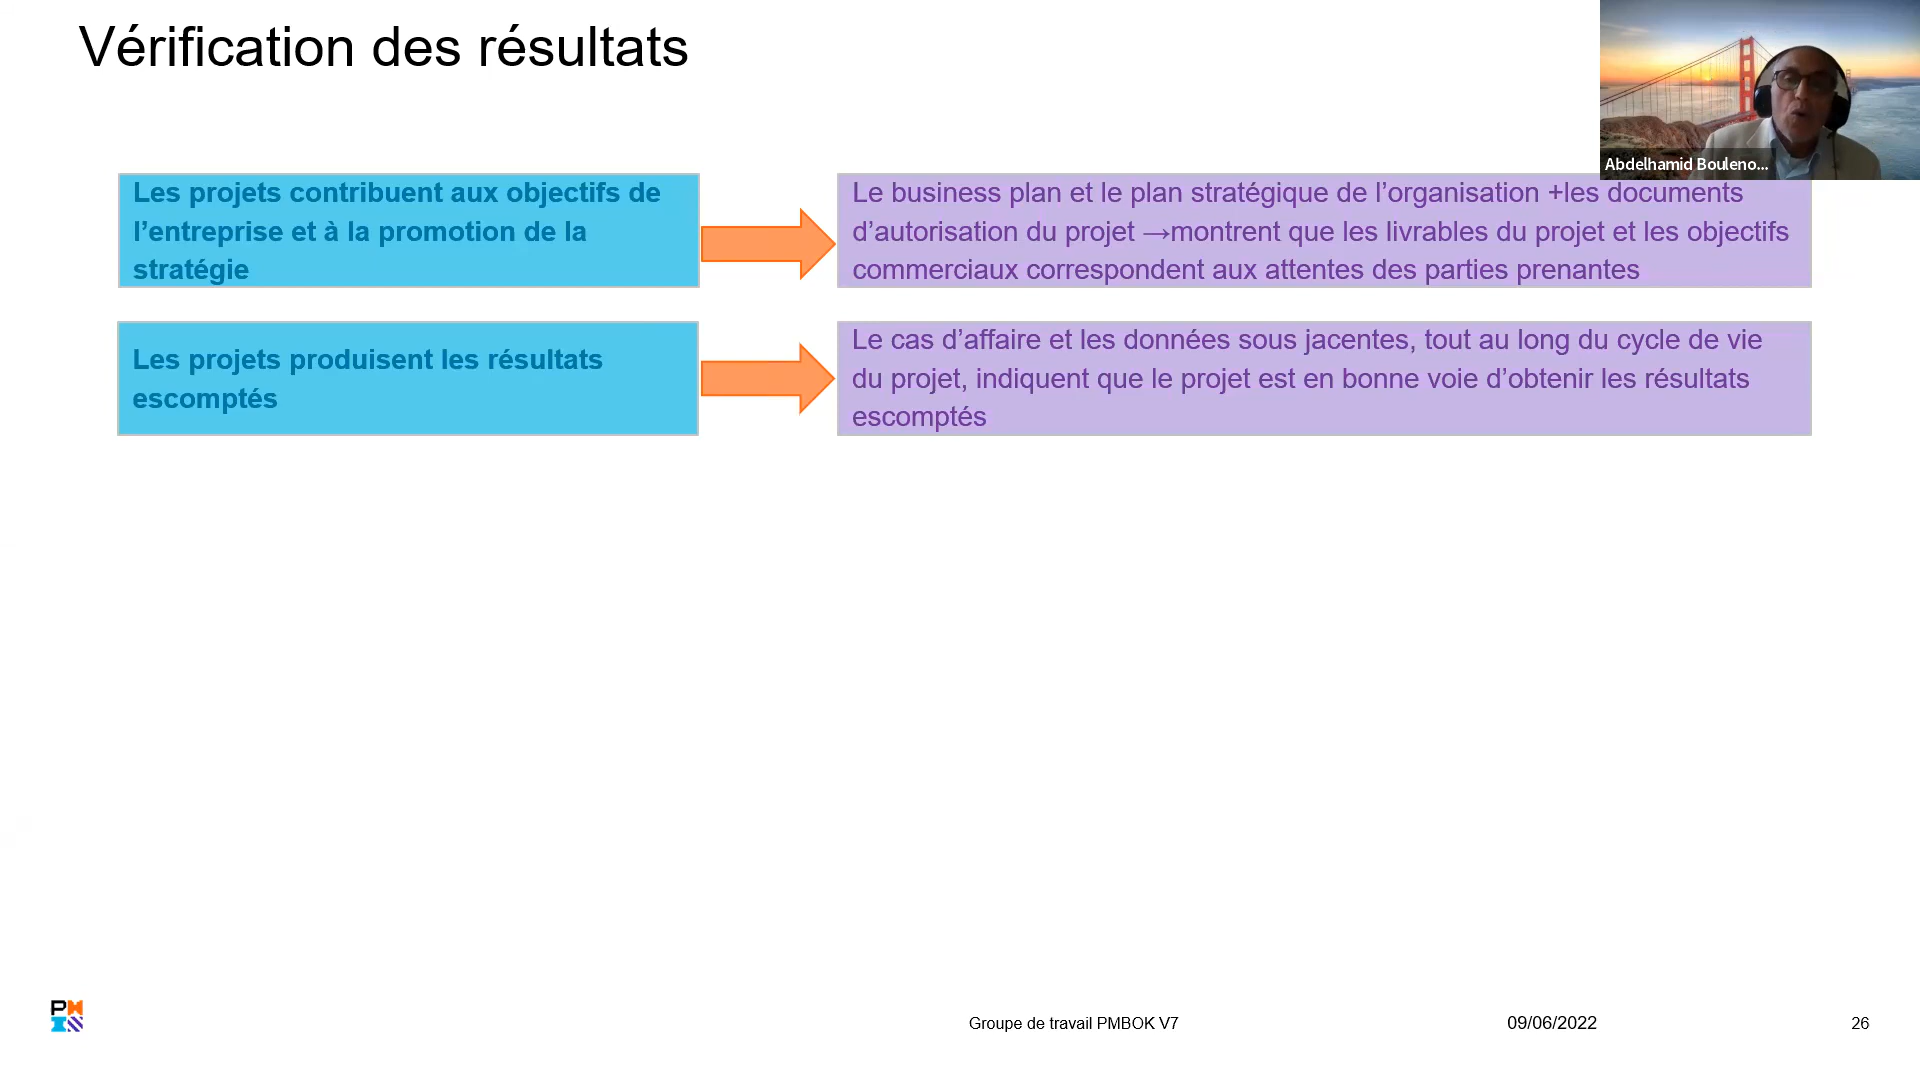 Vérification des résultats
Abdelhamid Bouleno...
Les projets contribuent aux objectifs de
l’entreprise et à la promotion de la
stratégie
Le business plan et le plan stratégique de l’organisation +les documents
d’autorisation du projet →montrent que les livrables du projet et les objectifs
commerciaux correspondent aux attentes des parties prenantes
Les projets produisent les résultats
escomptés
Le cas d’affaire et les données sous jacentes, tout au long du cycle de vie
du projet, indiquent que le projet est en bonne voie d’obtenir les résultats
escomptés
Groupe de travail PMBOK V7
09/06/2022
26